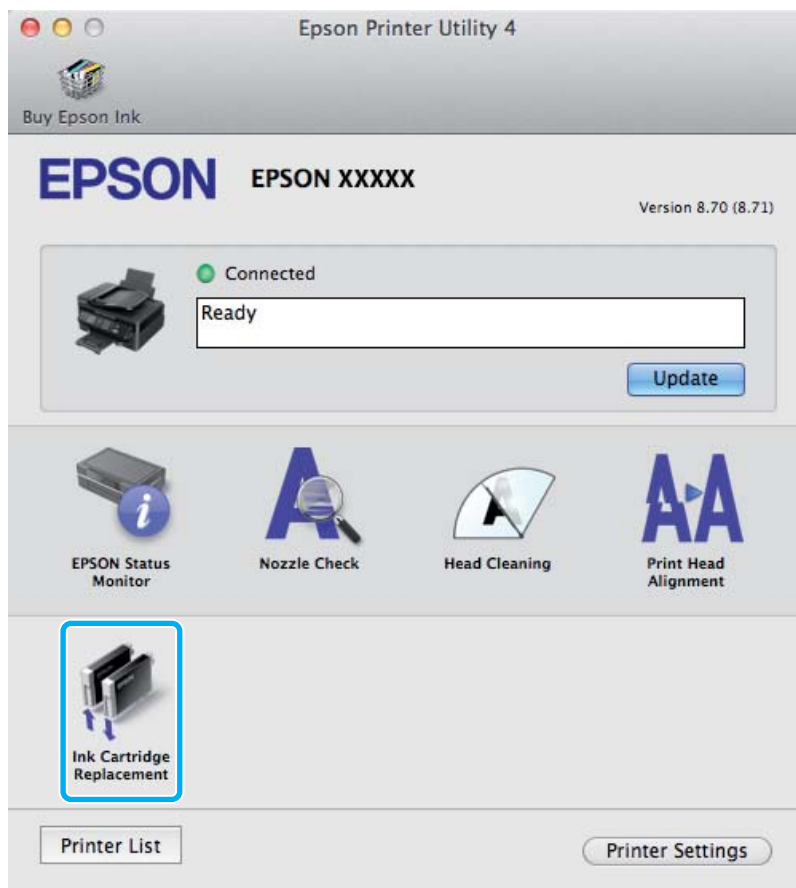 Epson Printer Utility 4
Buy Epson Ink
EPSON
EPSON XXXXX
Version 8.70 (8.71)
Connected
Ready
Update
EPSON Status
Monitor
Nozzle Check
Head Cleaning
Print Head
Alignment
Ink Cartridge
Replacement
Printer List
Printer Settings